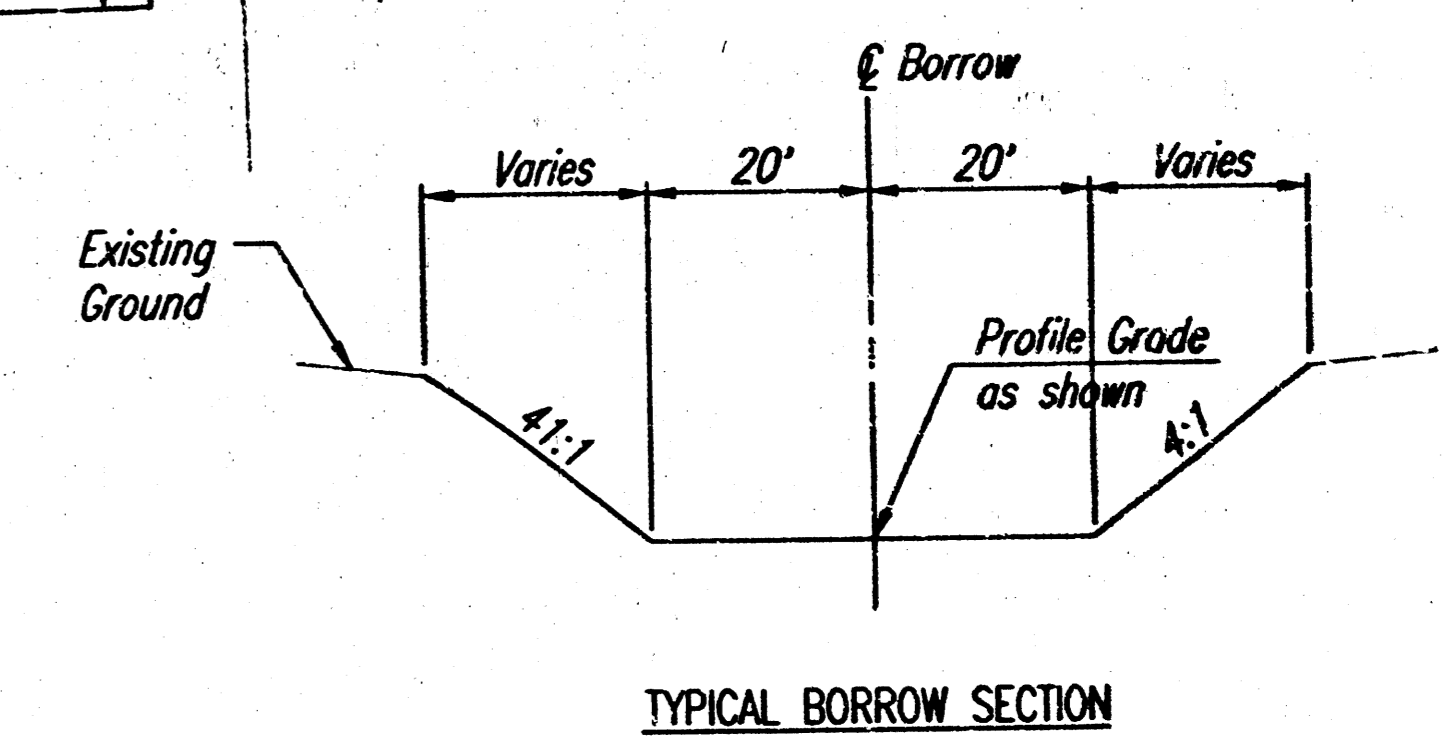 ℄ Borrow
Varies 20' 20' Varies
Existing
Ground
Profile Grade
as shown
41:1
4:1
TYPICAL BORROW SECTION